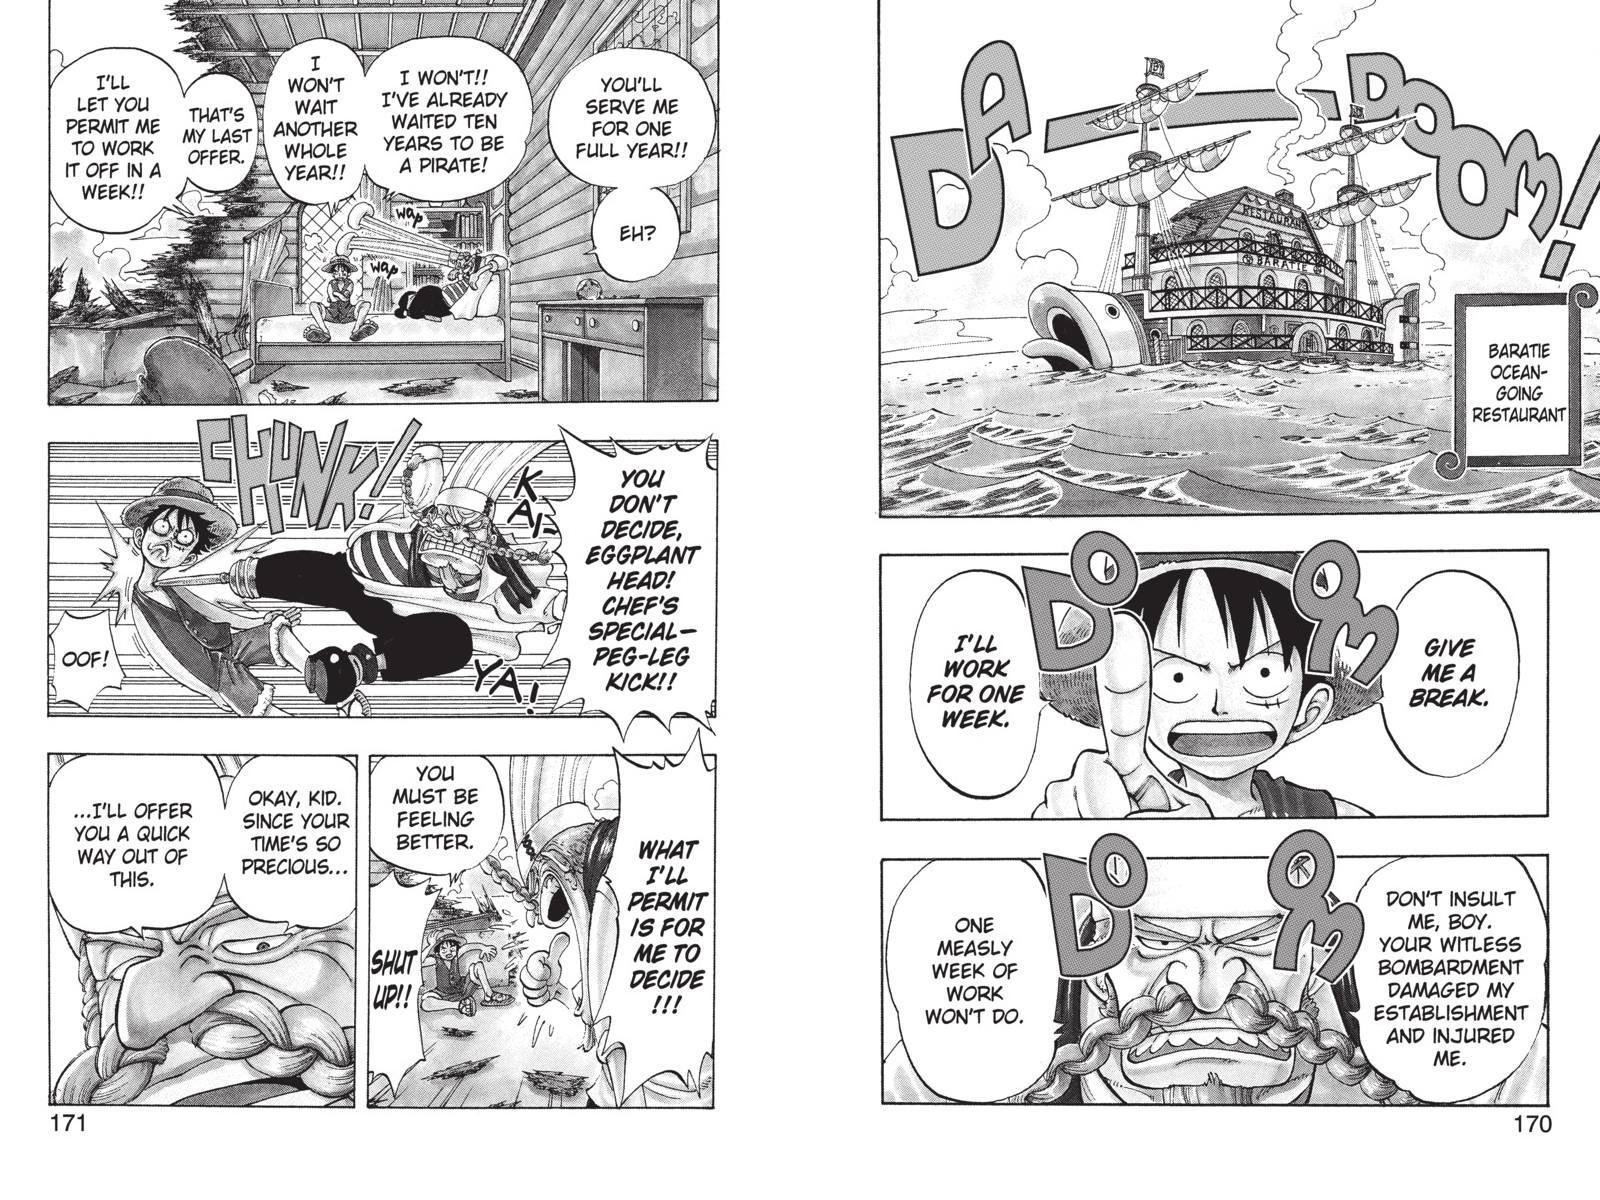 DA—DOOM!
RESTAURANT
BARATIE
BARATIE
OCEAN-
GOING
RESTAURANT
DOOM
GIVE
ME A
BREAK.
I'LL
WORK
FOR ONE
WEEK.
DOOM
DON'T INSULT
ME, BOY.
YOUR WITLESS
BOMBARDMENT
DAMAGED MY
ESTABLISHMENT
AND INJURED
ME.
ONE
MEASLY
WEEK OF
WORK
WON'T DO.
170
YOU'LL
SERVE ME
FOR ONE
FULL YEAR!!
EH?
I WON'T!!
I'VE ALREADY
WAITED TEN
YEARS TO BE
A PIRATE!
I
WON'T
WAIT
ANOTHER
WHOLE
YEAR!!
WAP
WAP
THAT'S
MY LAST
OFFER.
I'LL
LET YOU
PERMIT ME
TO WORK
IT OFF IN A
WEEK!!
YOU
DON'T
DECIDE,
EGGPLANT
HEAD!
CHEF'S
SPECIAL—
PEG-LEG
KICK!!
KAI-
YA!
CHUNK!
OOF!
WHAT
I'LL
PERMIT
IS FOR
ME TO
DECIDE
!!!
YOU
MUST BE
FEELING
BETTER.
SHUT
UP!!
OKAY, KID.
SINCE YOUR
TIME'S SO
PRECIOUS...
...I'LL OFFER
YOU A QUICK
WAY OUT OF
THIS.
171